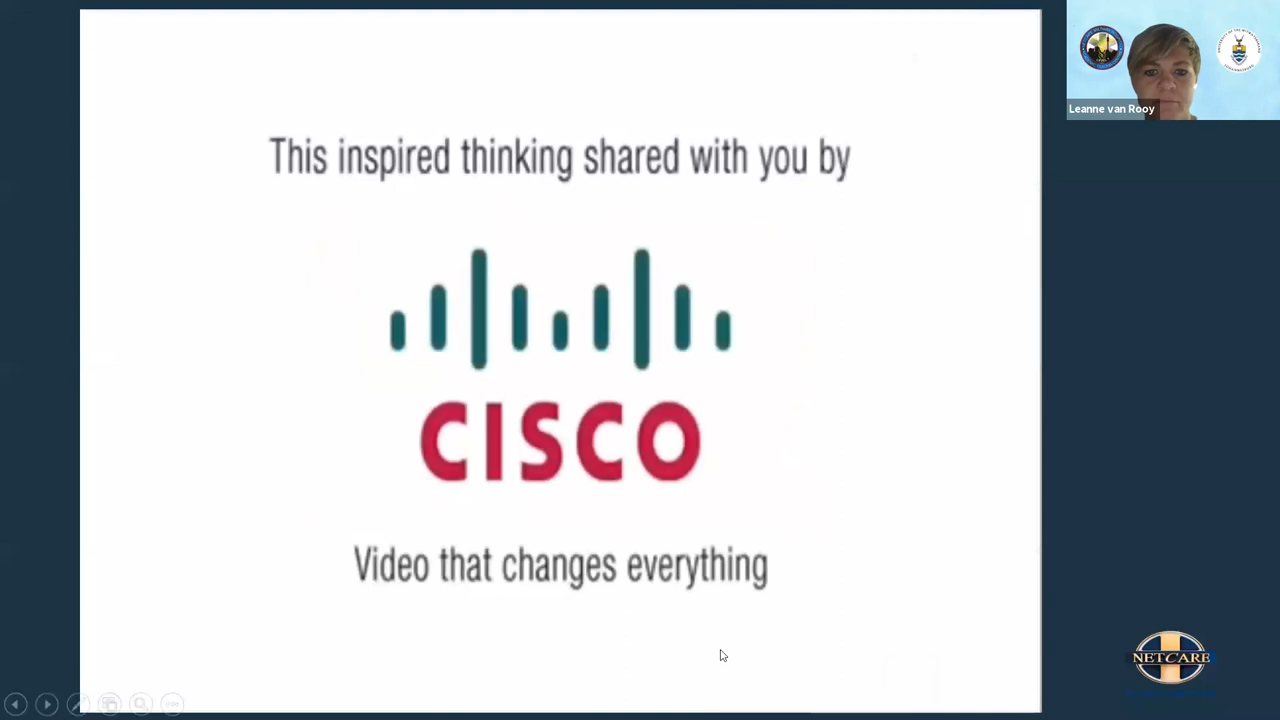 This inspired thinking shared with you by
CISCO
Video that changes everything
Leanne van Rooy
NETCARE